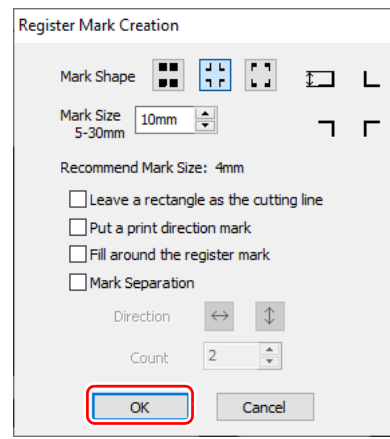 Register Mark Creation
Mark Shape
Mark Size
5-30mm
10mm
Recommend Mark Size: 4mm
Leave a rectangle as the cutting line
Put a print direction mark
Fill around the register mark
Mark Separation
Direction
Count
2
OK
Cancel